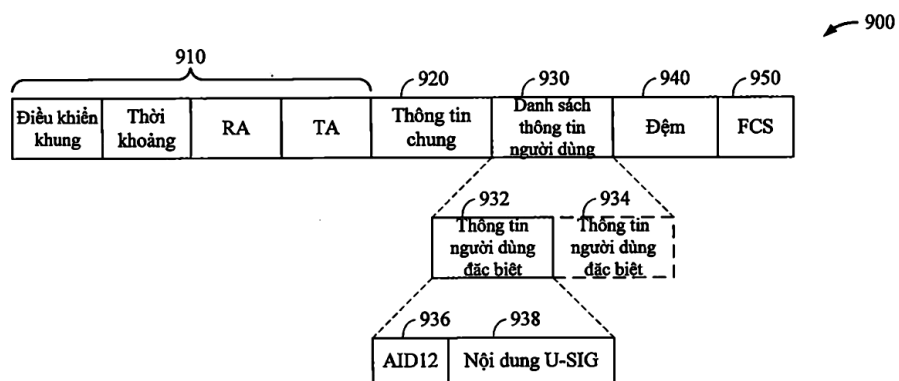 900
910
920
930
940
950
Điều khiển
khung
Thời
khoảng
RA
TA
Thông tin
chung
Danh sách
thông tin
người dùng
Đệm
FCS
932
934
Thông tin
người dùng
đặc biệt
Thông tin
người dùng
đặc biệt
936
938
AID12
Nội dung U-SIG